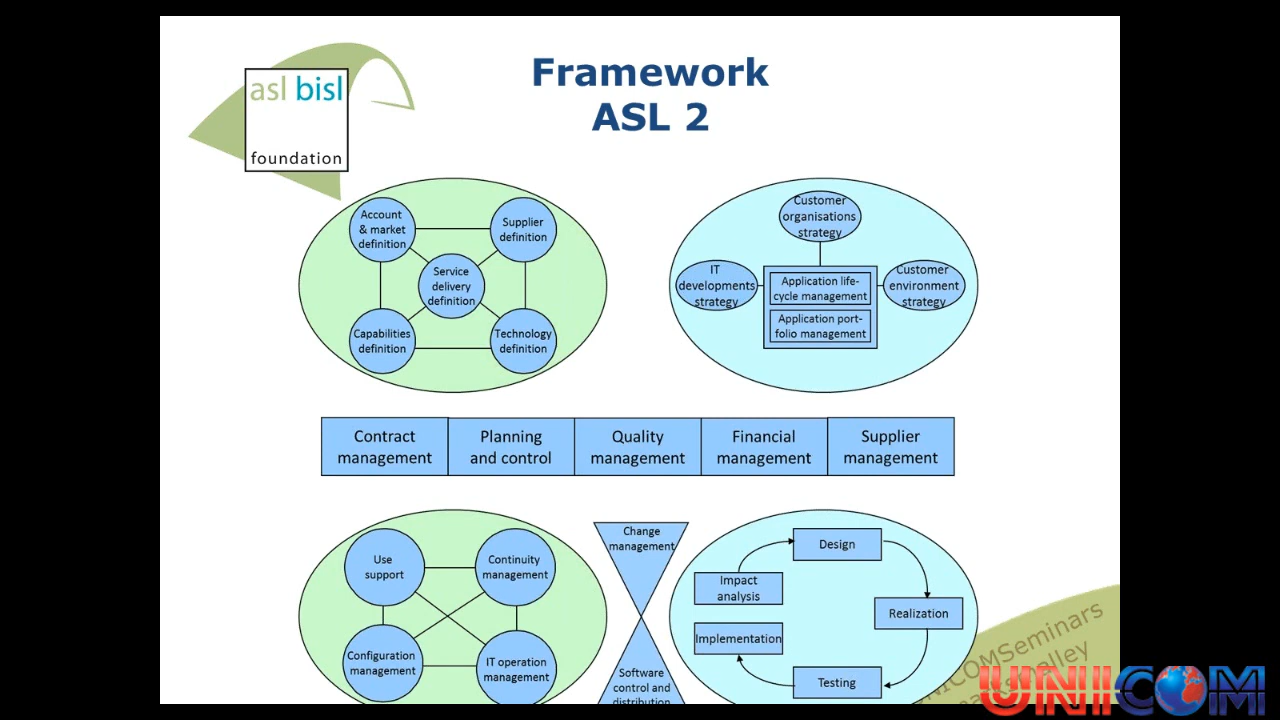 Framework
ASL 2
asl bisl
foundation
Account
& market
definition
Supplier
definition
Service
delivery
definition
Capabilities
definition
Technology
definition
Customer
organisations
strategy
IT
developments
strategy
Application life-
cycle management
Application port-
folio management
Customer
environment
strategy
Contract
management
Planning
and control
Quality
management
Financial
management
Supplier
management
Use
support
Continuity
management
Configuration
management
IT operation
management
Change
management
Software
control and
distribution
Design
Impact
analysis
Realization
Implementation
Testing
UNICOM